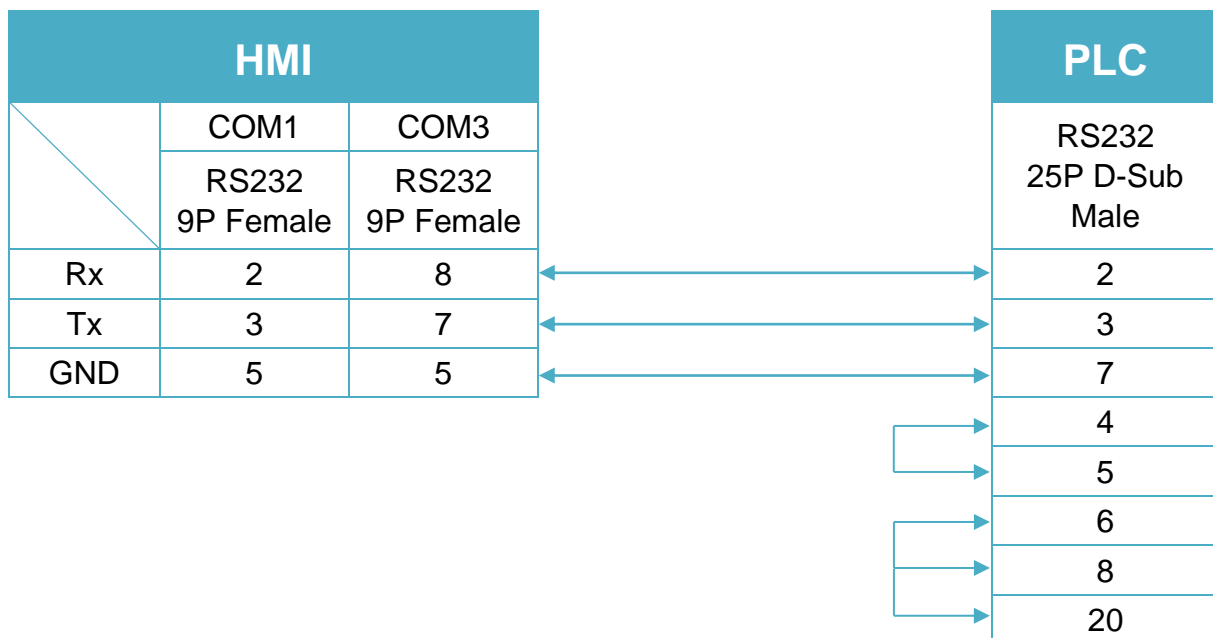 HMI
PLC
COM1 COM3
RS232
9P Female
RS232
9P Female
RS232
25P D-Sub
Male
Rx 2 8 2
Tx 3 7 3
GND 5 5 7
4
5
6
8
20